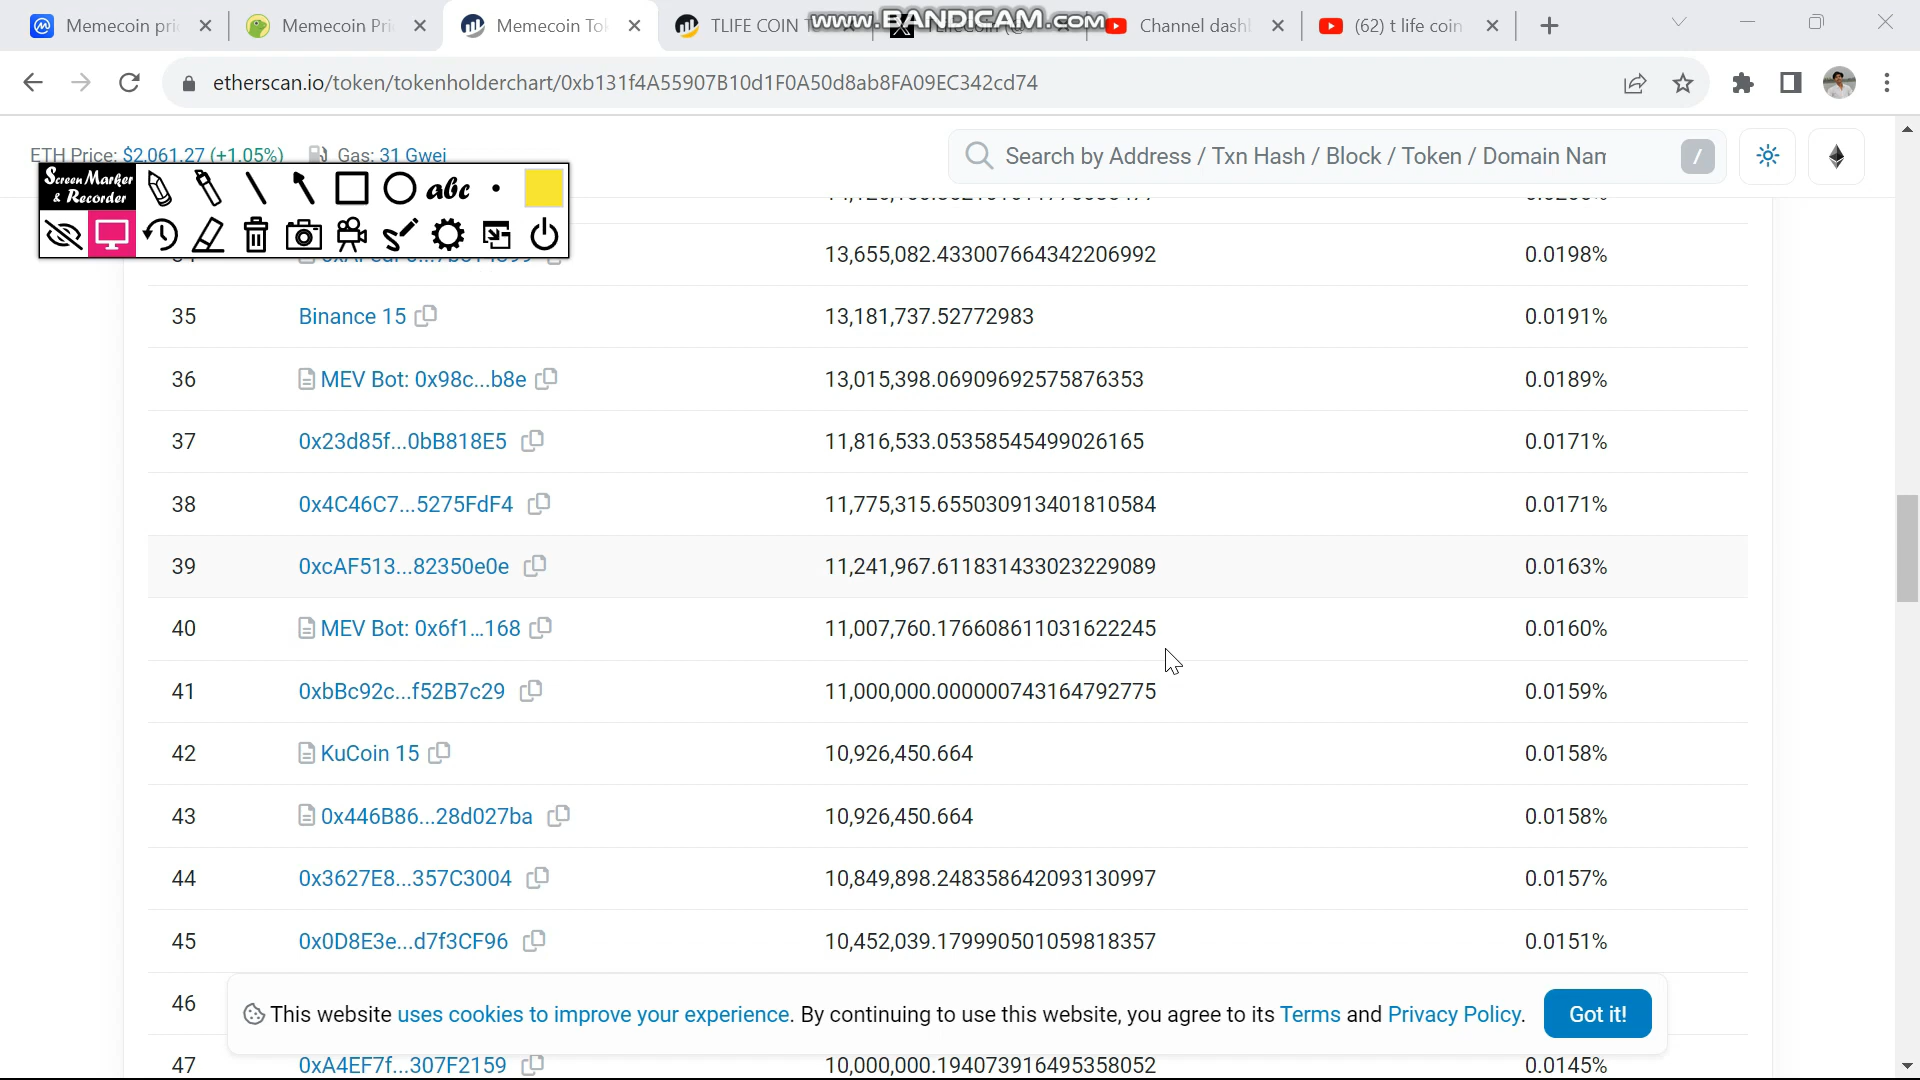 Memecoin pri
Memecoin Pri
Memecoin To
TLIFE COIN T
Channel dashl
(62) t life coin
www.BANDICAM.com
etherscan.io/token/tokenholderchart/0xb131f4A55907B10d1F0A50d8ab8FA09EC342cd74
ETH Price: $2,061.27 (+1.05%)
Gas: 31 Gwei
Search by Address / Txn Hash / Block / Token / Domain Nam
/
Screen Marker
& Recorder
abc
13,655,082.433007664342206992 0.0198%
35 Binance 15 13,181,737.52772983 0.0191%
36 MEV Bot: 0x98c...b8e 13,015,398.06909692575876353 0.0189%
37 0x23d85f...0bB818E5 11,816,533.05358545499026165 0.0171%
38 0x4C46C7...5275FdF4 11,775,315.655030913401810584 0.0171%
39 0xcAF513...82350e0e 11,241,967.611831433023229089 0.0163%
40 MEV Bot: 0x6f1...168 11,007,760.176608611031622245 0.0160%
41 0xbBc92c...f52B7c29 11,000,000.000000743164792775 0.0159%
42 KuCoin 15 10,926,450.664 0.0158%
43 0x446B86...28d027ba 10,926,450.664 0.0158%
44 0x3627E8...357C3004 10,849,898.248358642093130997 0.0157%
45 0x0D8E3e...d7f3CF96 10,452,039.179990501059818357 0.0151%
46
This website uses cookies to improve your experience. By continuing to use this website, you agree to its Terms and Privacy Policy.
Got it!
47 0xA4EF7f...307F2159 10,000,000.194073916495358052 0.0145%